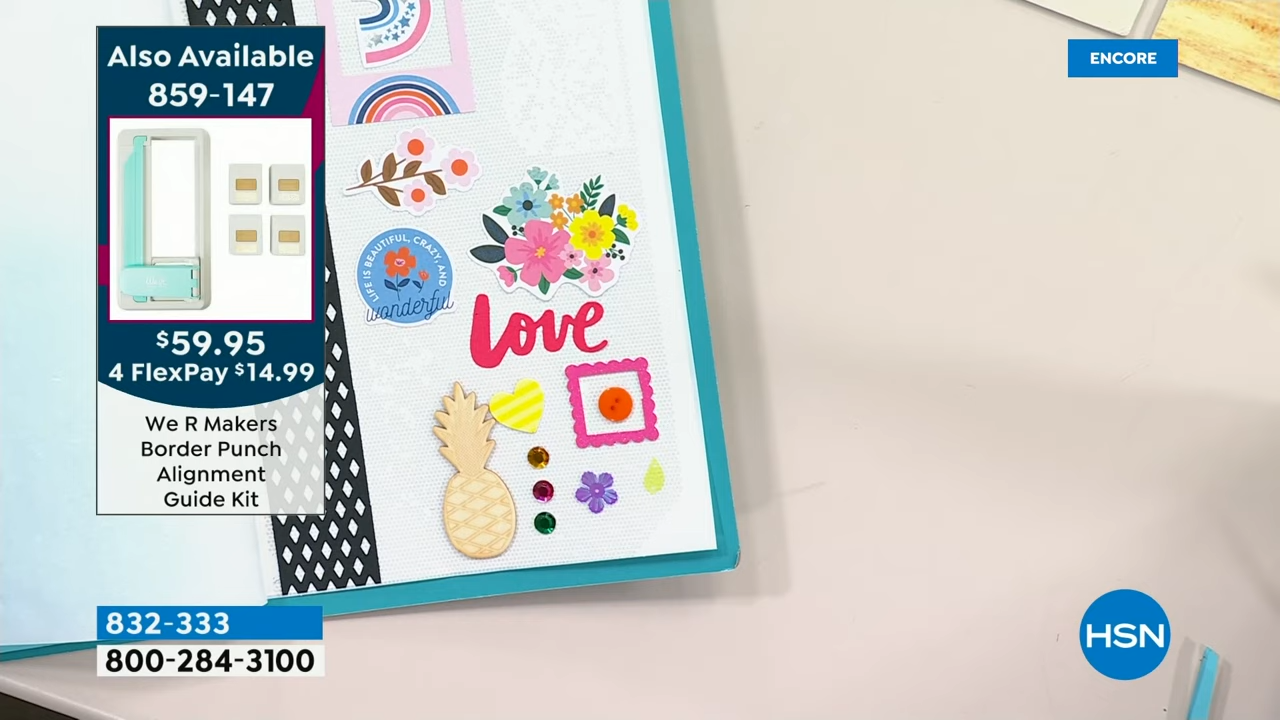 Also Available
859-147
$59.95
4 FlexPay $14.99
We R Makers
Border Punch
Alignment
Guide Kit
832-333
800-284-3100
ENCORE
LIFE IS BEAUTIFUL, CRAZY, AND
wonderful
love
HSN